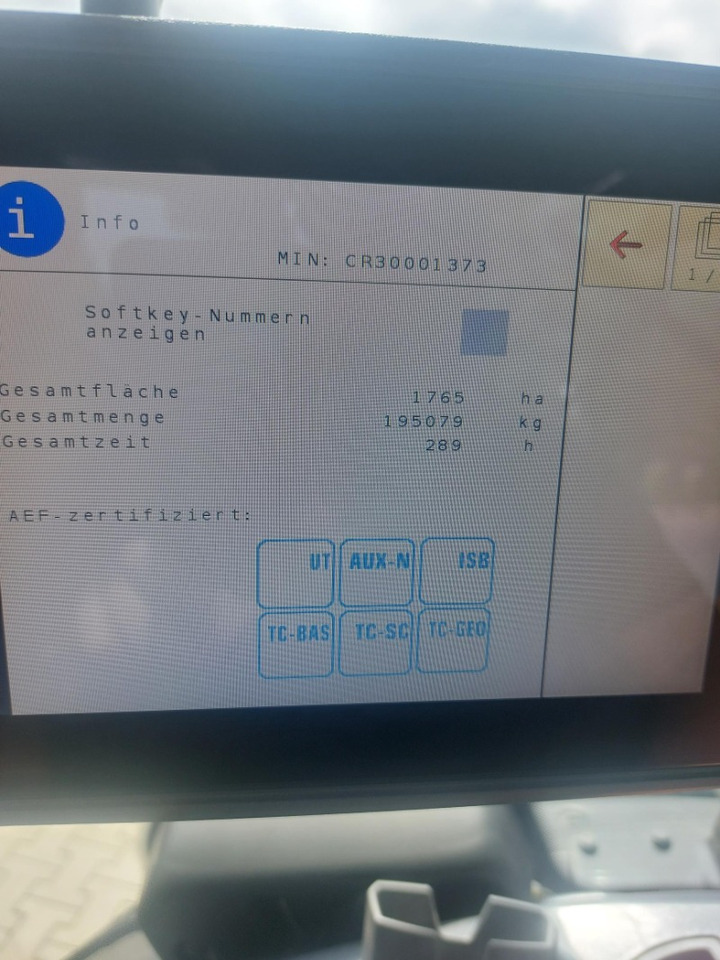 i Info
MIN: CR30001373
Softkey-Nummern
anzeigen
Gesamtfläche 1765 ha
Gesamtmenge 195079 kg
Gesamtzeit 289 h
AEF-zertifiziert:
UT AUX-N ISB
TC-BAS TC-SC TC-GEO
1/